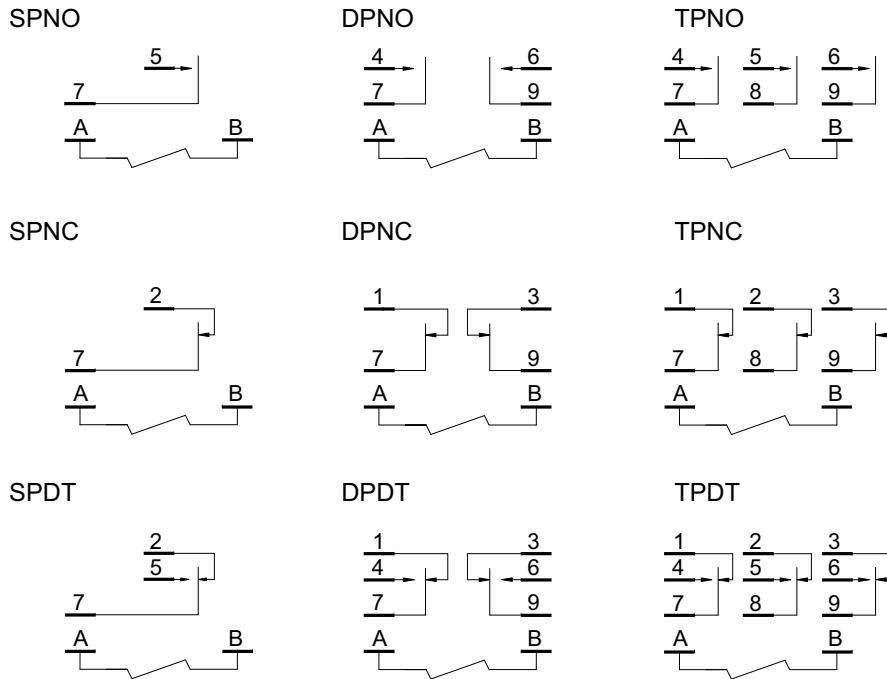 SPNO DPNO TPNO
5 4 6 4 5 6
7 7 9 7 8 9
A B A B A B
SPNC DPNC TPNC
2 1 3 1 2 3
7 7 9 7 8 9
A B A B A B
SPDT DPDT TPDT
2 1 3 1 2 3
5 4 6 4 5 6
7 7 9 7 8 9
A B A B A B